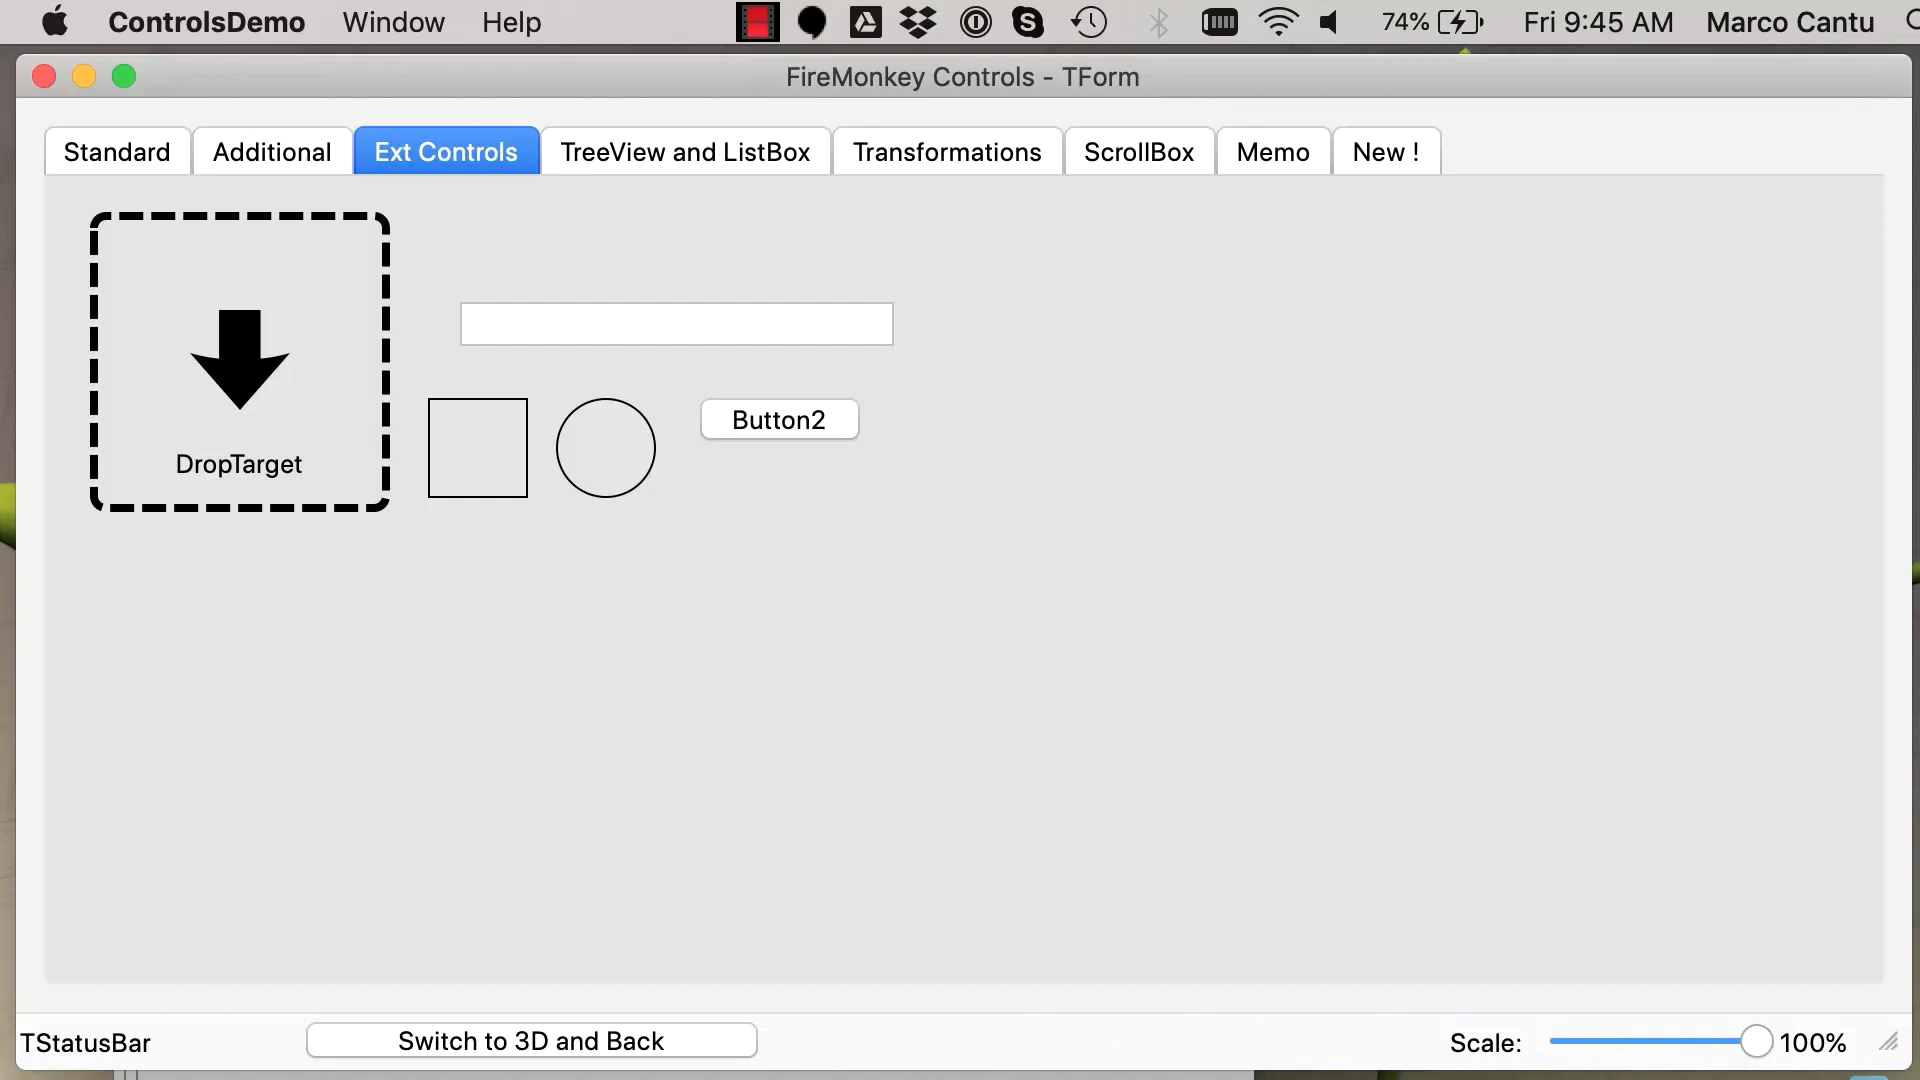 ControlsDemo Window Help 74% Fri 9:45 AM Marco Cantu
FireMonkey Controls - TForm
Standard Additional Ext Controls TreeView and ListBox Transformations ScrollBox Memo New !
Button2
DropTarget
TStatusBar Switch to 3D and Back Scale: 100%